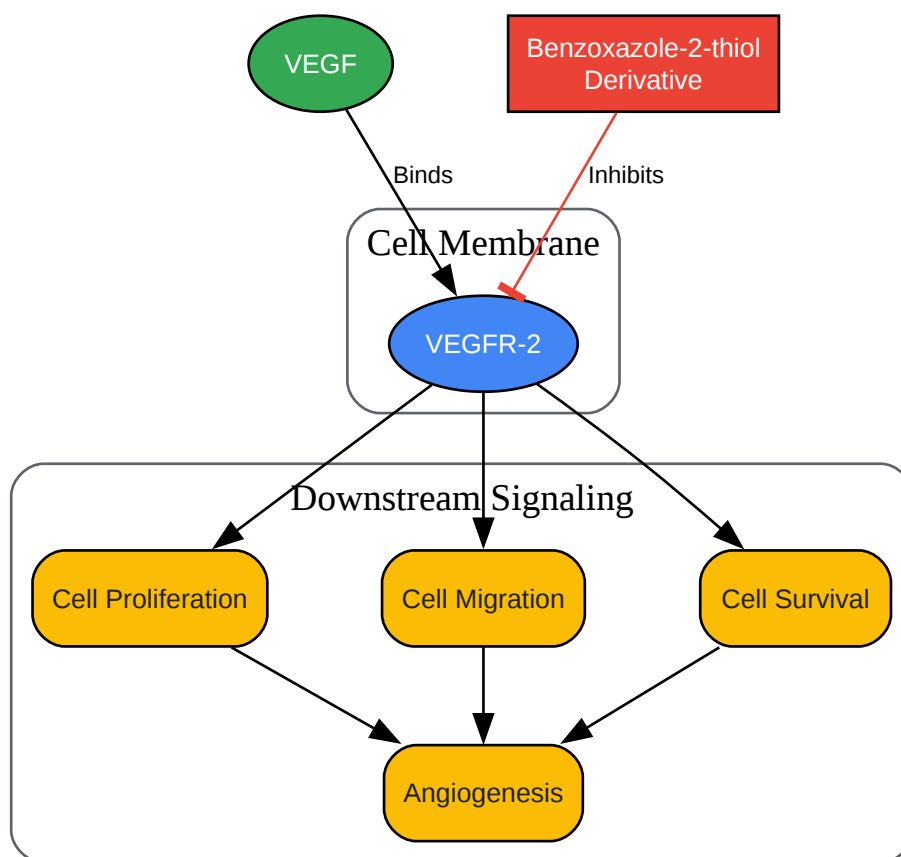 VEGF
Benzoxazole-2-thiol
Derivative
Binds
Inhibits
Cell Membrane
VEGFR-2
Downstream Signaling
Cell Proliferation
Cell Migration
Cell Survival
Angiogenesis